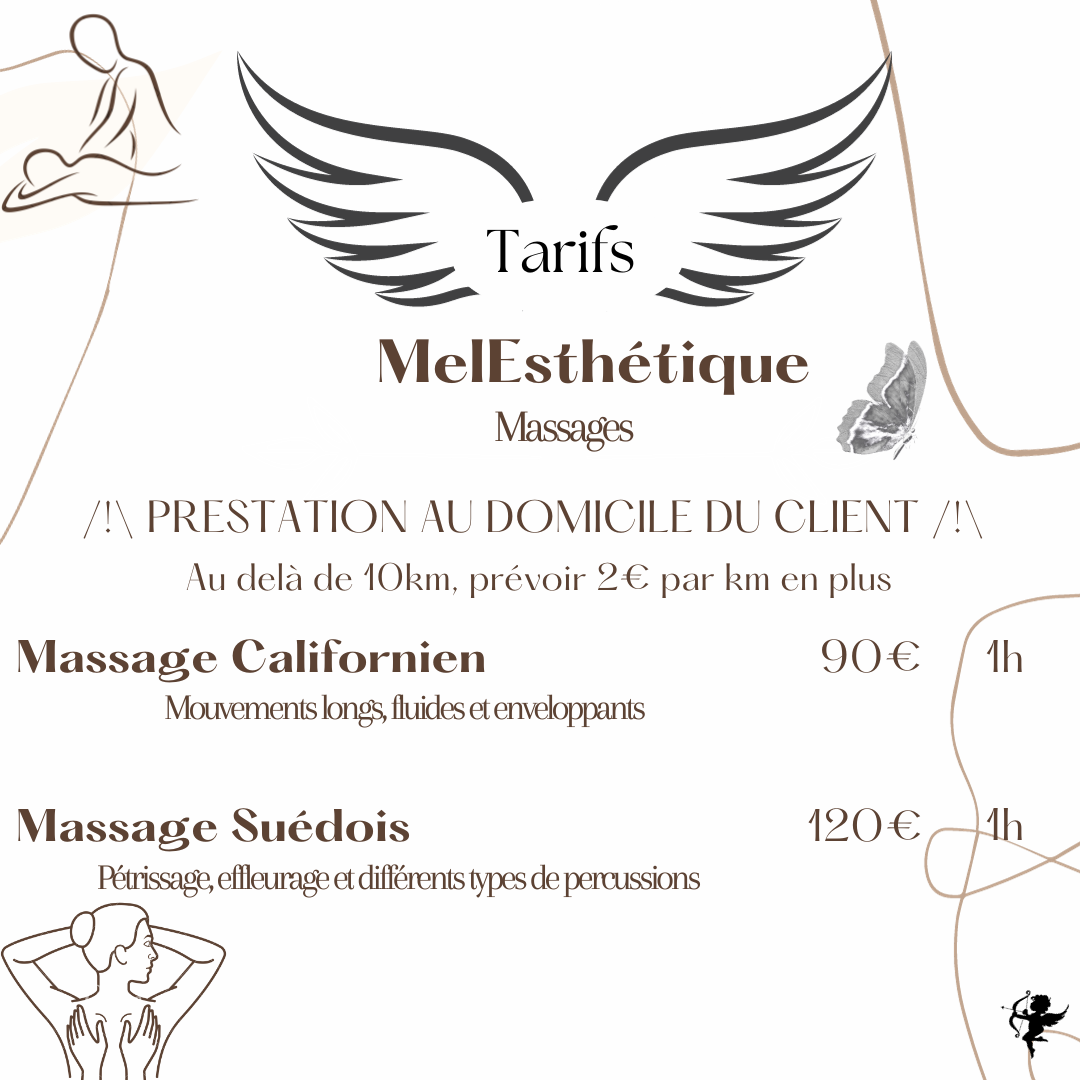 Tarifs
MelEsthétique
Massages
/!\ PRESTATION AU DOMICILE DU CLIENT /!\
Au delà de 10km, prévoir 2€ par km en plus
Massage Californien 90€ 1h
Mouvements longs, fluides et enveloppants
Massage Suédois 120€ 1h
Pétrissage, effleurage et différents types de percussions